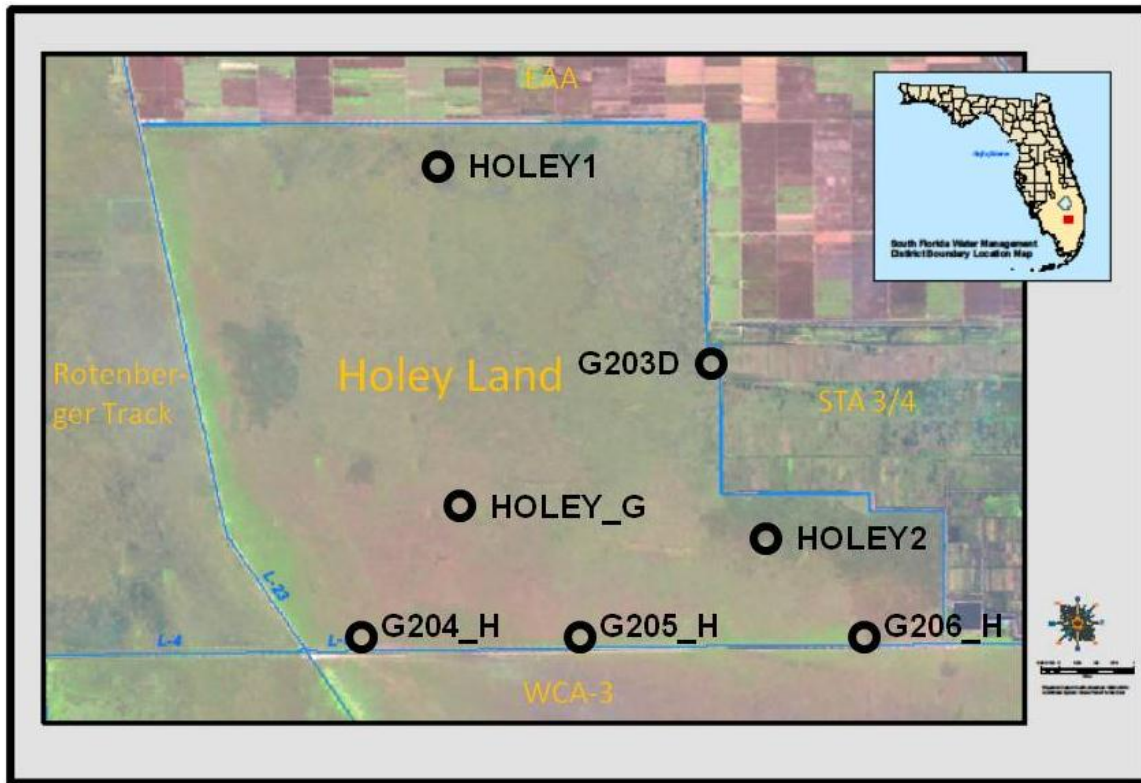 EAA
HOLEY1
South Florida Water Management
District Boundary Location Map
G203D
Holey Land
Rotenber-
ger Track
STA 3/4
HOLEY_G
HOLEY2
L-23
G204_H
G205_H
G206_H
L-4
L-
WCA-3